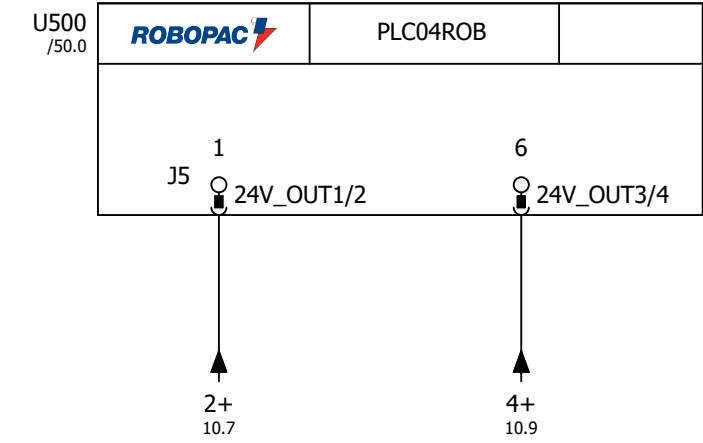 U500
/50.0
ROBOPAC
PLC04ROB
1
6
J5
24V_OUT1/2
24V_OUT3/4
2+
10.7
4+
10.9